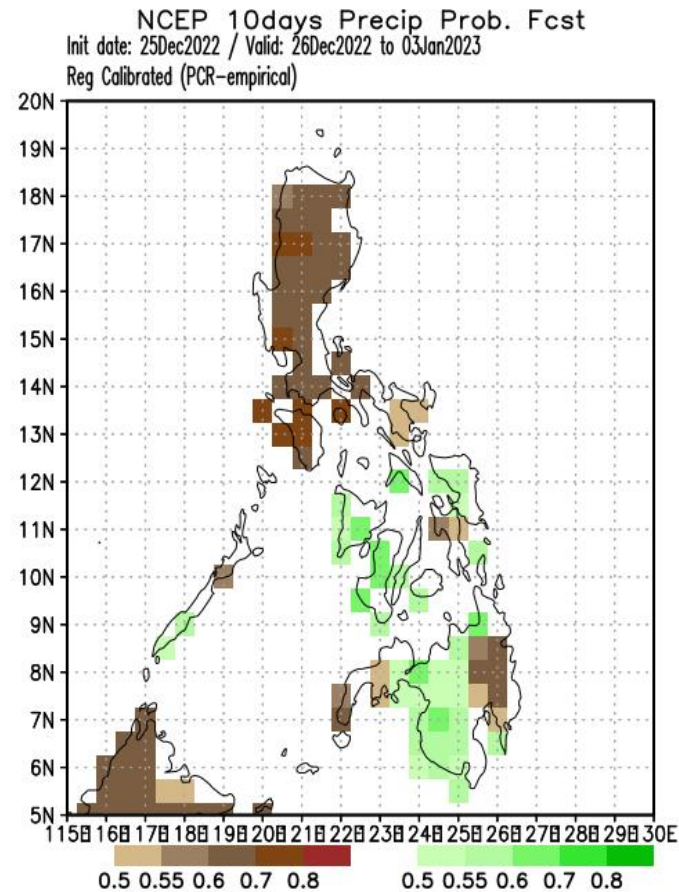 NCEP 10days Precip Prob. Fcst
Init date: 25Dec2022 / Valid: 26Dec2022 to 03Jan2023
Reg Calibrated (PCR-empirical)
20N
19N
18N
17N
16N
15N
14N
13N
12N
11N
10N
9N
8N
7N
6N
5N
115E 116E 117E 118E 119E 120E 121E 122E 123E 124E 125E 126E 127E 128E 129E 130E
0.5 0.55 0.6 0.7 0.8 0.5 0.55 0.6 0.7 0.8